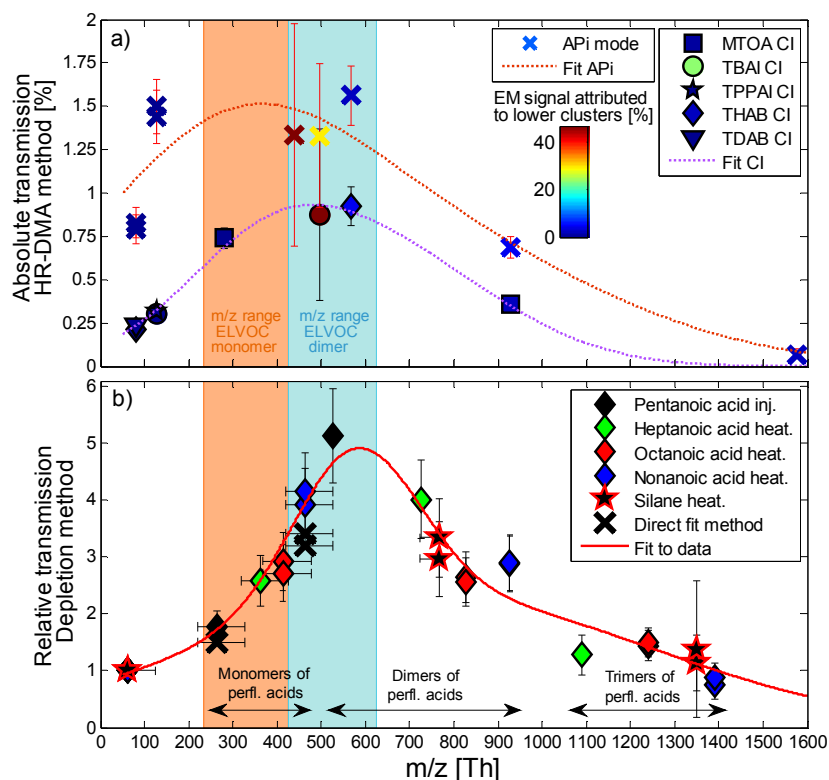 a)
Absolute transmission
HR-DMA method [%]
2
1.75
1.5
1.25
1
0.75
0.5
0.25
0
APi mode
Fit APi
EM signal attributed
to lower clusters [%]
40
20
0
MTOA CI
TBAI CI
TPPAI CI
THAB CI
TDAB CI
Fit CI
m/z range
ELVOC
monomer
m/z range
ELVOC
dimer
b)
Relative transmission
Depletion method
6
5
4
3
2
1
0
Pentanoic acid inj.
Heptanoic acid heat.
Octanoic acid heat.
Nonanoic acid heat.
Silane heat.
Direct fit method
Fit to data
Monomers of
perfl. acids
Dimers of
perfl. acids
Trimers of
perfl. acids
0 100 200 300 400 500 600 700 800 900 1000 1100 1200 1300 1400 1500 1600
m/z [Th]